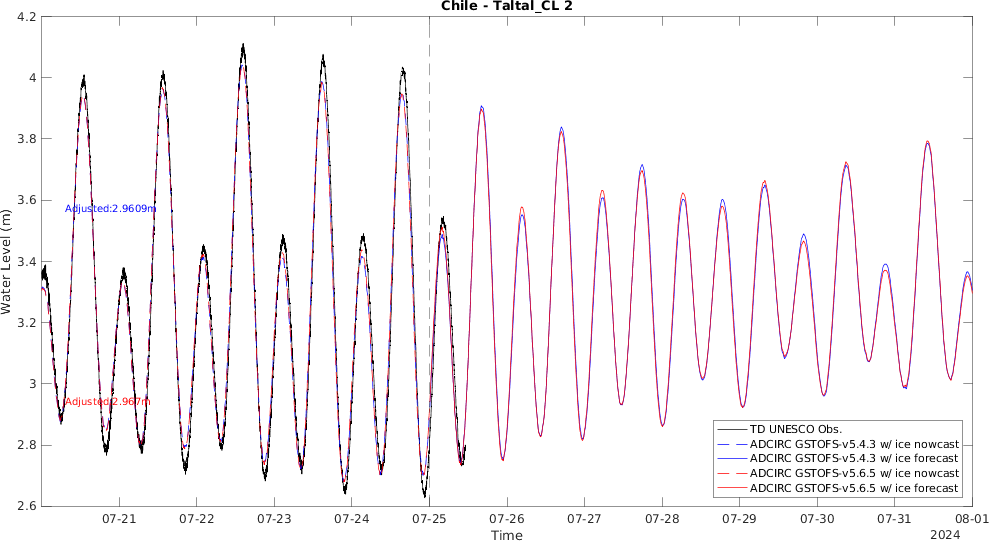 Chile - Taltal_CL 2
4.2
4
3.8
3.6
3.4
3.2
3
2.8
2.6
Water Level (m)
Adjusted:2.9609m
Adjusted:2.967m
TD UNESCO Obs.
ADCIRC GSTOFS-v5.4.3 w/ ice nowcast
ADCIRC GSTOFS-v5.4.3 w/ ice forecast
ADCIRC GSTOFS-v5.6.5 w/ ice nowcast
ADCIRC GSTOFS-v5.6.5 w/ ice forecast
07-21 07-22 07-23 07-24 07-25 07-26 07-27 07-28 07-29 07-30 07-31 08-01
Time
2024